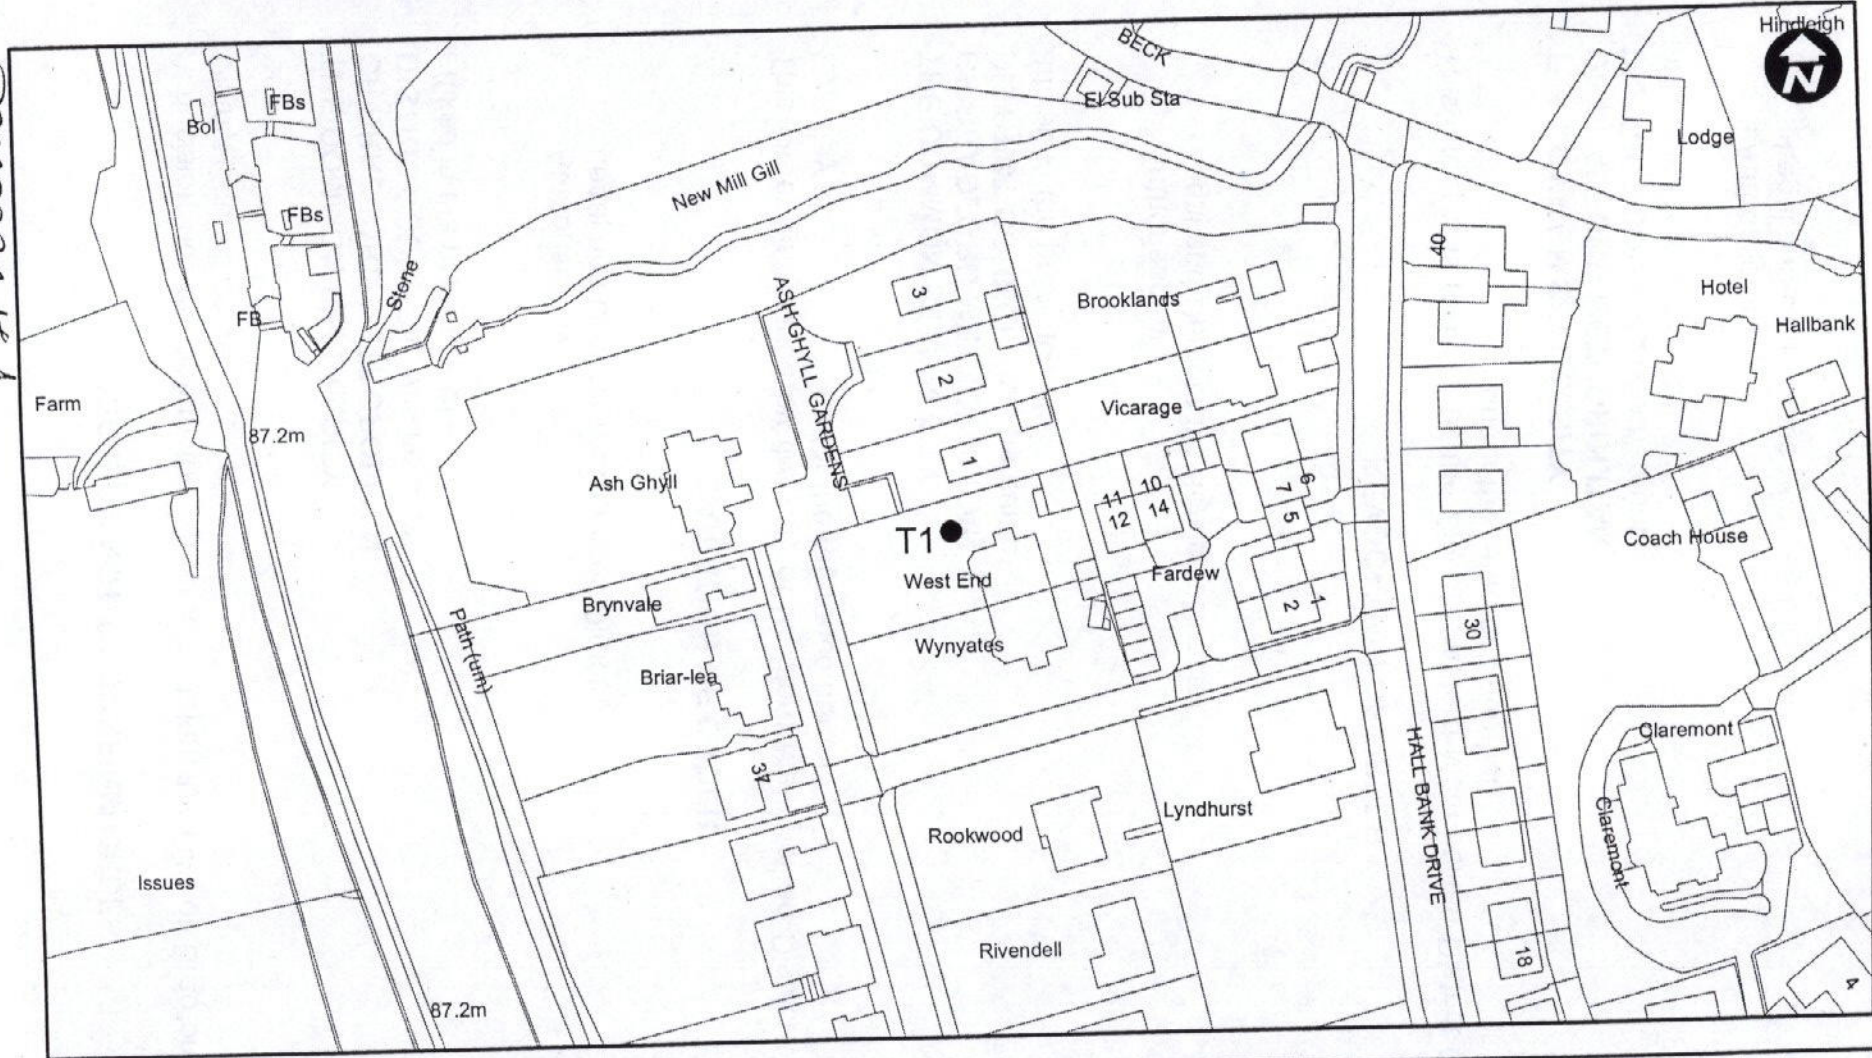 Hindleigh
N
BECK
El Sub Sta
FBs
Bol
Lodge
New Mill Gill
FBs
40
Stone
Hotel
3
Brooklands
FB
Hallbank
ASH GHYLL GARDENS
2
Farm
Vicarage
87.2m
1
Ash Ghyll
11
10
6
7
12
14
5
T1
Coach House
West End
Fardew
Brynvale
2
1
Path (um)
30
Wynyates
Briar-lea
Claremont
37
HALL BANK DRIVE
Lyndhurst
Rookwood
Claremont
Issues
Rivendell
18
4
87.2m